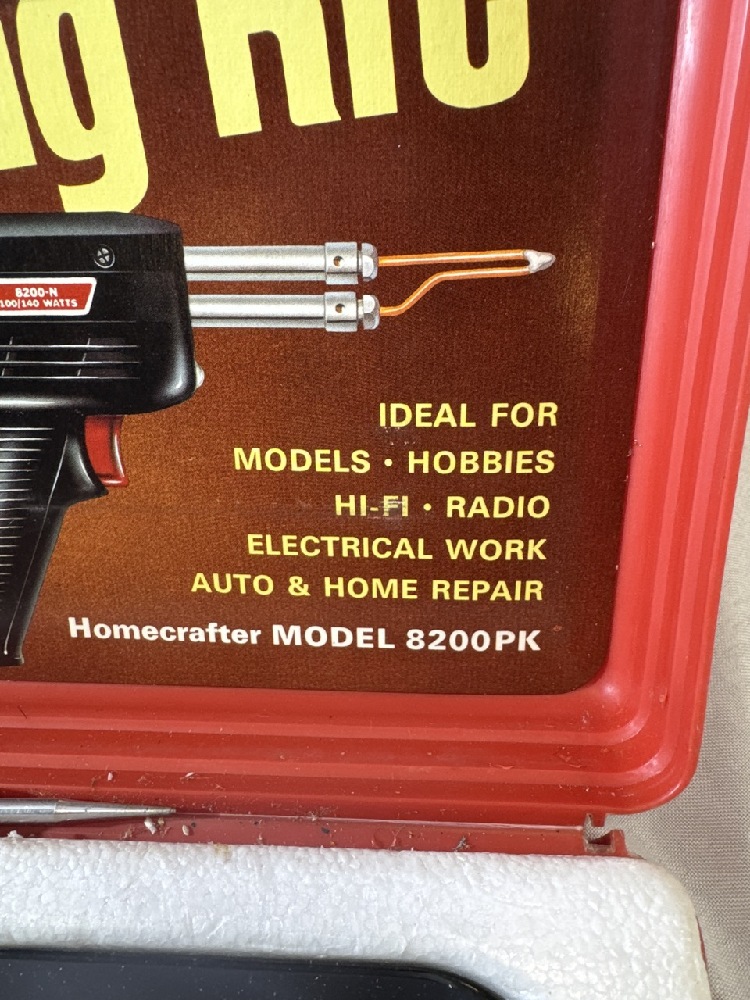 8200-N
100/140 WATTS
IDEAL FOR
MODELS · HOBBIES
HI-FI · RADIO
ELECTRICAL WORK
AUTO & HOME REPAIR
Homecrafter MODEL 8200PK